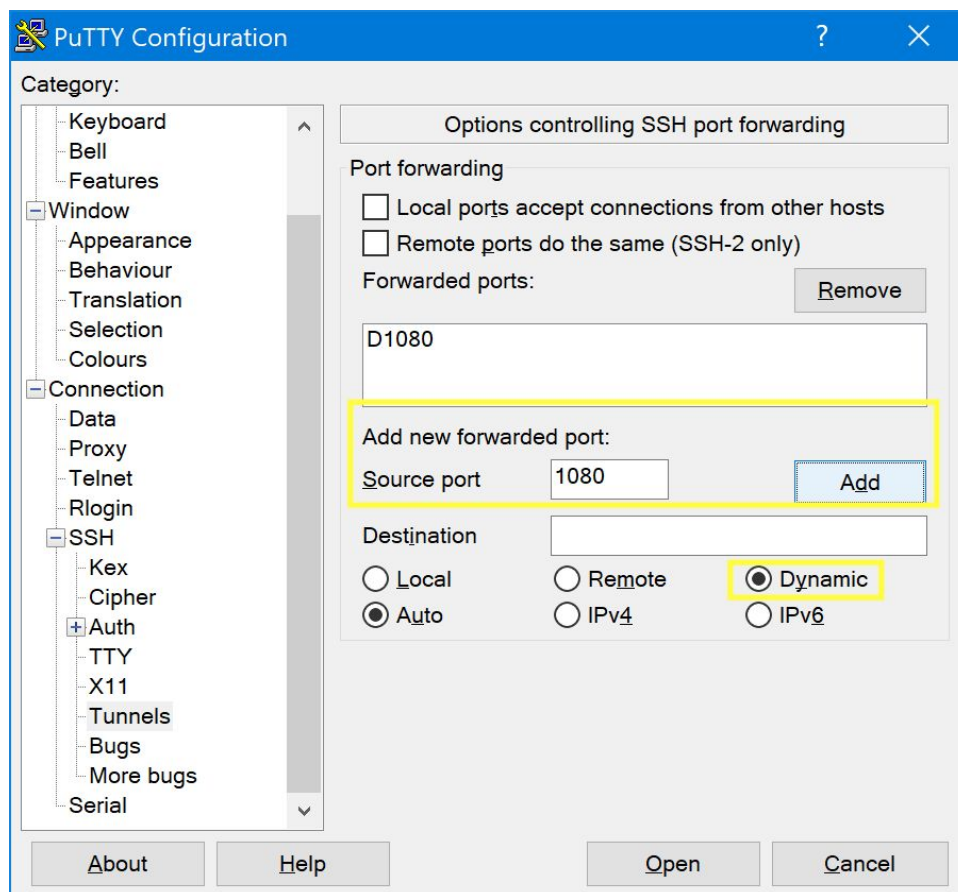 PuTTY Configuration
?
Category:
Keyboard
Bell
Features
Window
Appearance
Behaviour
Translation
Selection
Colours
Connection
Data
Proxy
Telnet
Rlogin
SSH
Kex
Cipher
Auth
TTY
X11
Tunnels
Bugs
More bugs
Serial
Options controlling SSH port forwarding
Port forwarding
Local ports accept connections from other hosts
Remote ports do the same (SSH-2 only)
Forwarded ports: Remove
D1080
Add new forwarded port:
Source port 1080 Add
Destination
Local Remote Dynamic
Auto IPv4 IPv6
About Help Open Cancel